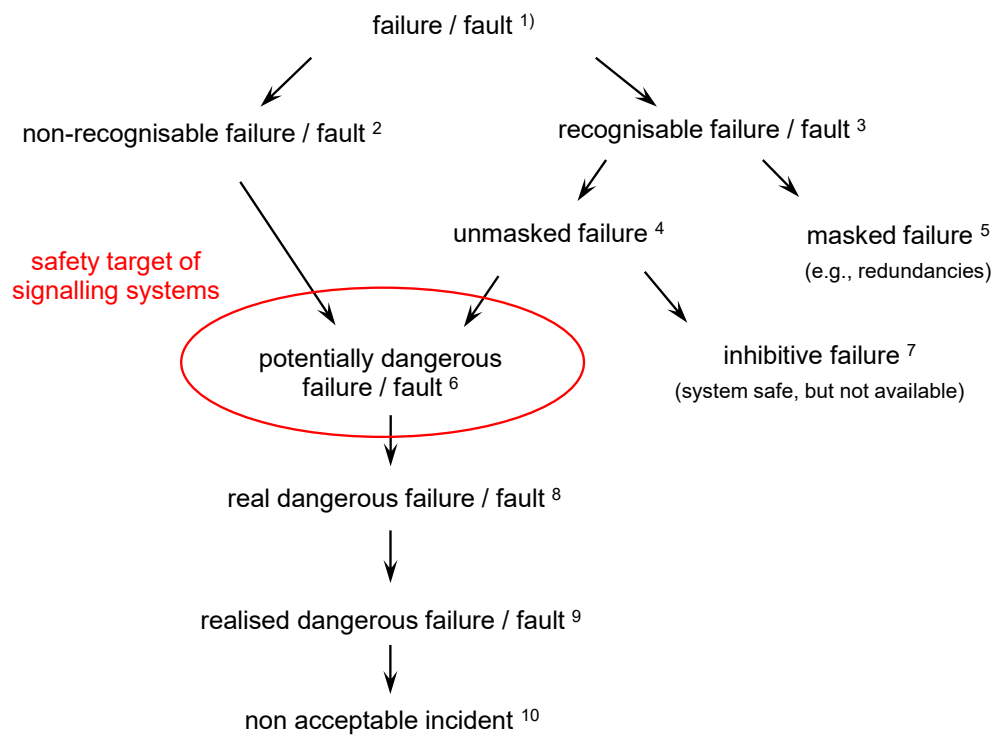 failure / fault 1)
non-recognisable failure / fault 2
recognisable failure / fault 3
unmasked failure 4
masked failure 5
(e.g., redundancies)
safety target of
signalling systems
potentially dangerous
failure / fault 6
inhibitive failure 7
(system safe, but not available)
real dangerous failure / fault 8
realised dangerous failure / fault 9
non acceptable incident 10